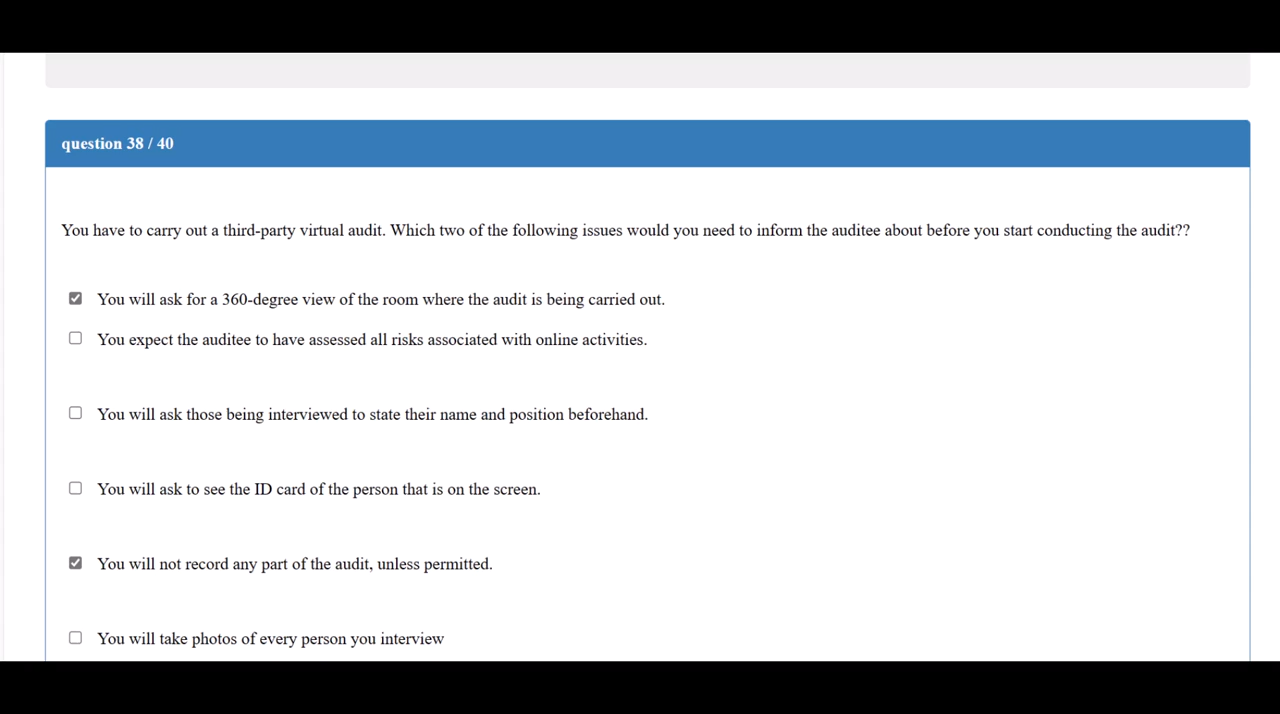 question 38 / 40
You have to carry out a third-party virtual audit. Which two of the following issues would you need to inform the auditee about before you start conducting the audit??
You will ask for a 360-degree view of the room where the audit is being carried out.
You expect the auditee to have assessed all risks associated with online activities.
You will ask those being interviewed to state their name and position beforehand.
You will ask to see the ID card of the person that is on the screen.
You will not record any part of the audit, unless permitted.
You will take photos of every person you interview